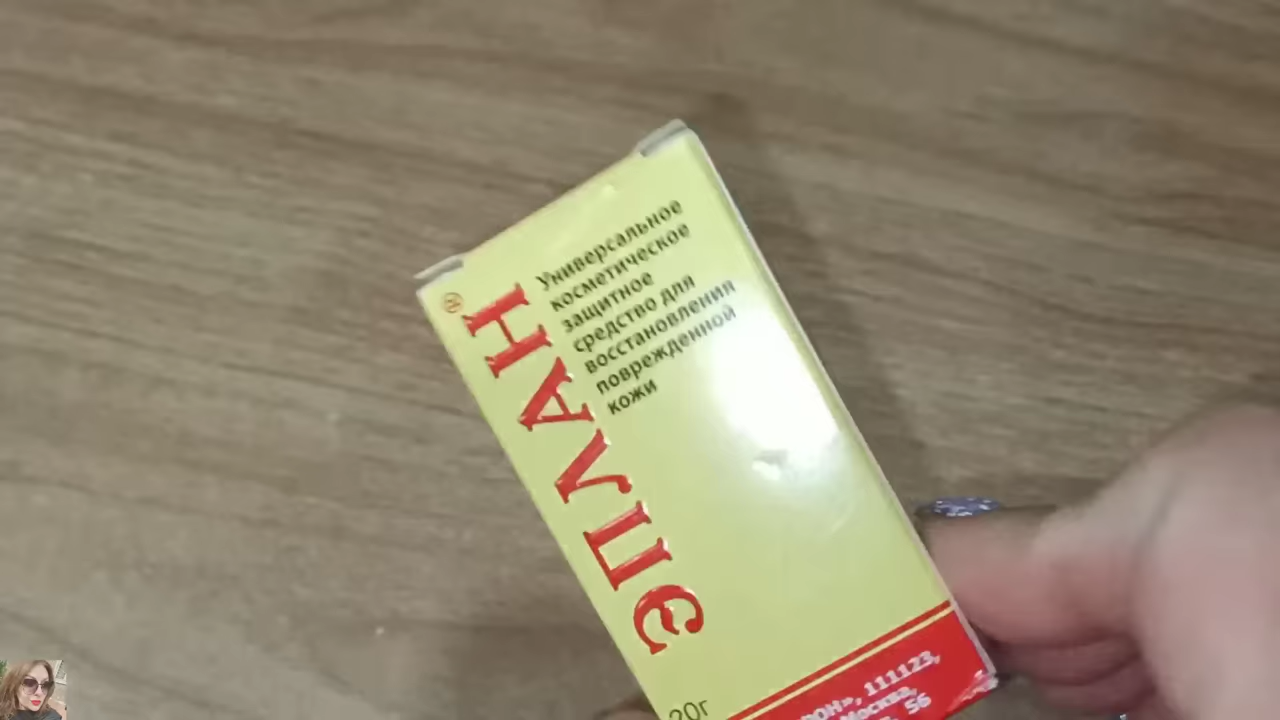 ЭПЛАН®
Универсальное
косметическое
защитное
средство для
восстановления
поврежденной
кожи
20г
111123,
Москва,
56